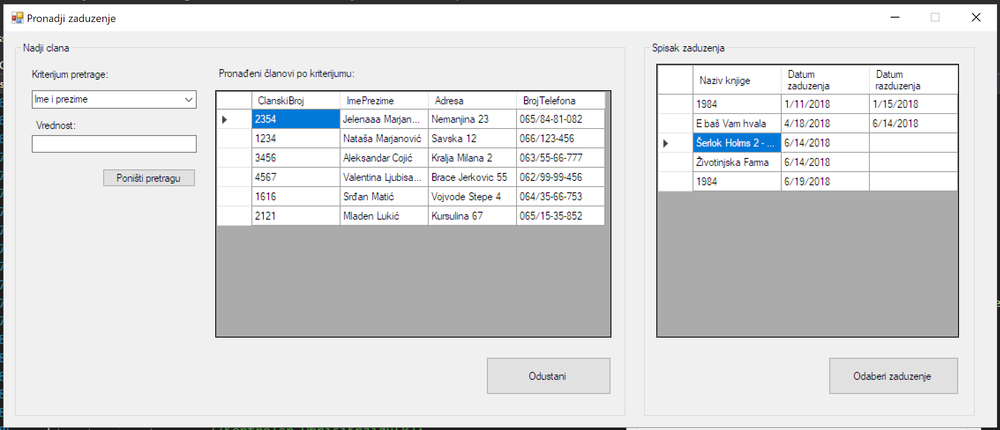 Pronadji zaduzenje
Nadji clana
Kriterijum pretrage:
Ime i prezime
Vrednost:
Poništi pretragu
Pronađeni članovi po kriterijumu:
ClanskiBroj ImePrezime Adresa BrojTelefona
2354 Jelenaaa Marjan... Nemanjina 23 065/84-81-082
1234 Nataša Marjanović Savska 12 066/123-456
3456 Aleksandar Cojić Kralja Milana 2 063/55-66-777
4567 Valentina Ljubisa... Brace Jerkovic 55 062/99-99-456
1616 Srđan Matić Vojvode Stepe 4 064/35-66-753
2121 Mladen Lukić Kursulina 67 065/15-35-852
Odustani
Spisak zaduzenja
Naziv knjige Datum zaduzenja Datum razduzenja
1984 1/11/2018 1/15/2018
E baš Vam hvala 4/18/2018 6/14/2018
Šerlok Holms 2 - ... 6/14/2018
Životinjska Farma 6/14/2018
1984 6/19/2018
Odaberi zaduzenje